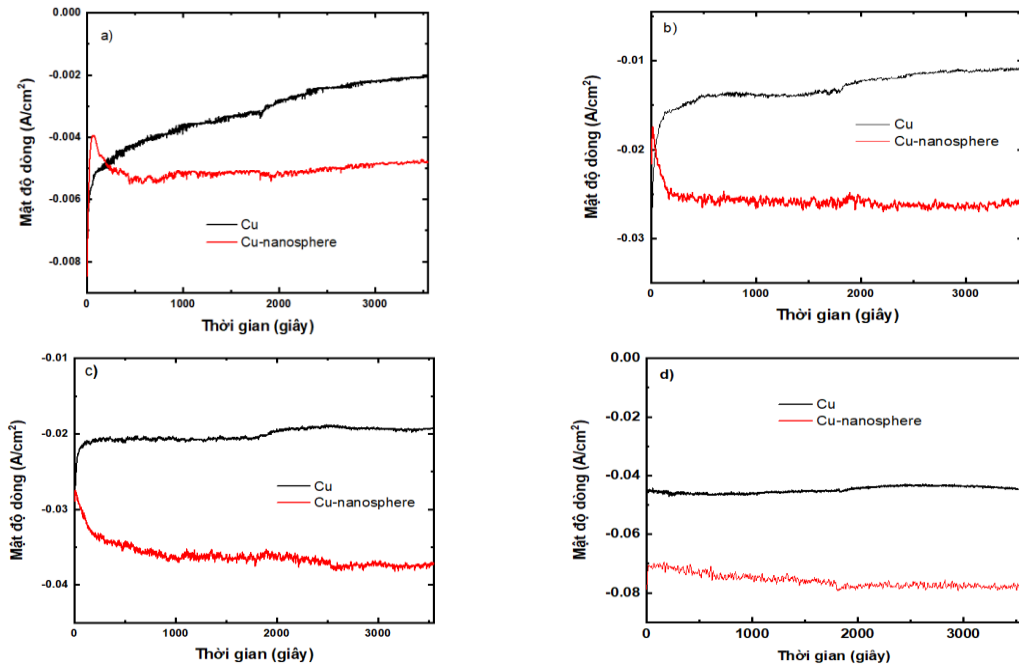 a)
0.000
-0.002
-0.004
-0.006
-0.008
Mật độ dòng (A/cm²)
Cu
Cu-nanosphere
0 1000 2000 3000
Thời gian (giây)
b)
-0.01
-0.02
-0.03
Mật độ dòng (A/cm²)
Cu
Cu-nanosphere
0 1000 2000 3000
Thời gian (giây)
c)
-0.01
-0.02
-0.03
-0.04
Mật độ dòng (A/cm²)
Cu
Cu-nanosphere
0 1000 2000 3000
Thời gian (giây)
d)
0.00
-0.02
-0.04
-0.06
-0.08
Mật độ dòng (A/cm²)
Cu
Cu-nanosphere
0 1000 2000 3000
Thời gian (giây)